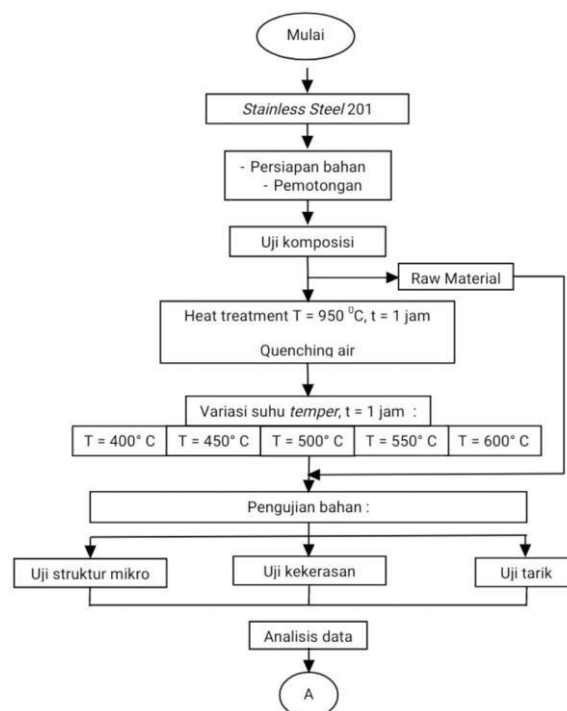 Mulai
Stainless Steel 201
- Persiapan bahan
- Pemotongan
Uji komposisi
Raw Material
Heat treatment T = 950 ⁰C, t = 1 jam
Quenching air
Variasi suhu temper, t = 1 jam :
T = 400° C
T = 450° C
T = 500° C
T = 550° C
T = 600° C
Pengujian bahan :
Uji struktur mikro
Uji kekerasan
Uji tarik
Analisis data
A